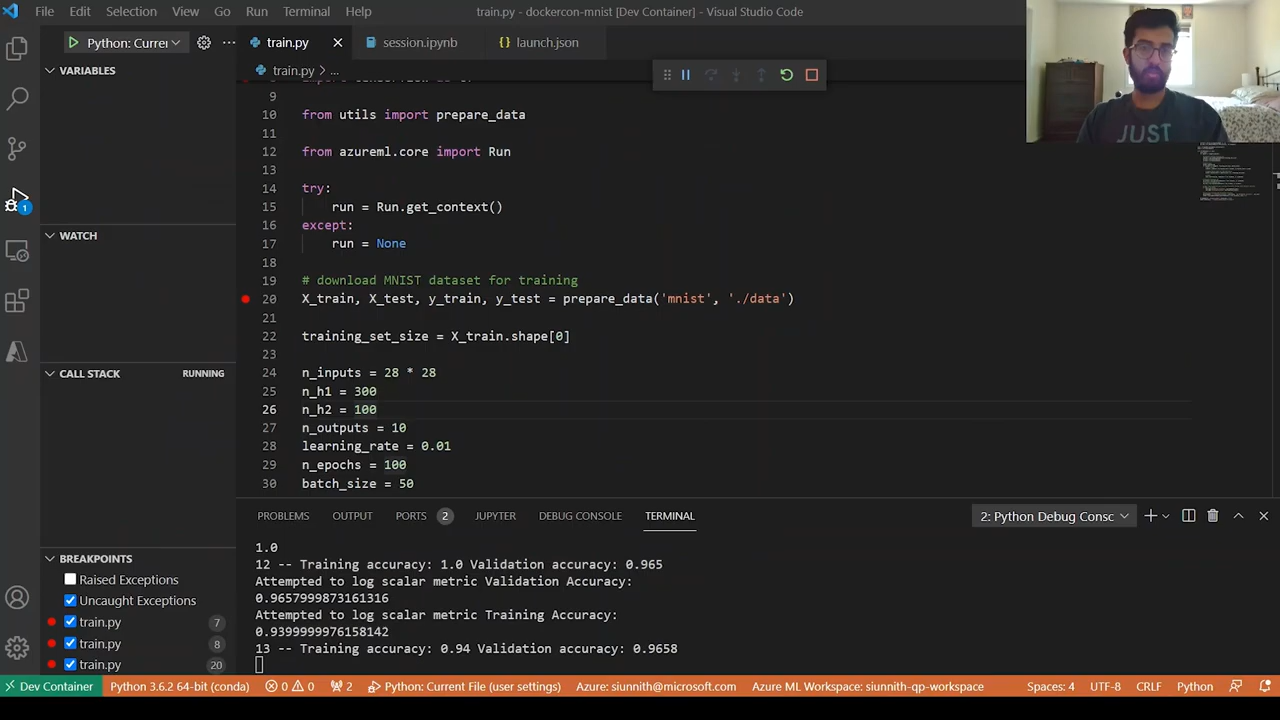 File Edit Selection View Go Run Terminal Help
train.py - dockercon-mnist [Dev Container] - Visual Studio Code
Python: Currer
train.py
session.ipynb
launch.json
VARIABLES
train.py > ...
9
10 from utils import prepare_data
11
12 from azureml.core import Run
13
14 try:
15 run = Run.get_context()
16 except:
17 run = None
18
19 # download MNIST dataset for training
20 X_train, X_test, y_train, y_test = prepare_data('mnist', './data')
21
22 training_set_size = X_train.shape[0]
23
24 n_inputs = 28 * 28
25 n_h1 = 300
26 n_h2 = 100
27 n_outputs = 10
28 learning_rate = 0.01
29 n_epochs = 100
30 batch_size = 50
JUST
1
WATCH
CALL STACK RUNNING
BREAKPOINTS
Raised Exceptions
Uncaught Exceptions
train.py 7
train.py 8
train.py 20
PROBLEMS OUTPUT PORTS 2 JUPYTER DEBUG CONSOLE TERMINAL
2: Python Debug Consc
1.0
12 -- Training accuracy: 1.0 Validation accuracy: 0.965
Attempted to log scalar metric Validation Accuracy:
0.9657999873161316
Attempted to log scalar metric Training Accuracy:
0.9399999976158142
13 -- Training accuracy: 0.94 Validation accuracy: 0.9658
Dev Container Python 3.6.2 64-bit (conda) 0 0 2 Python: Current File (user settings) Azure: siunnith@microsoft.com Azure ML Workspace: siunnith-qp-workspace Spaces: 4 UTF-8 CRLF Python